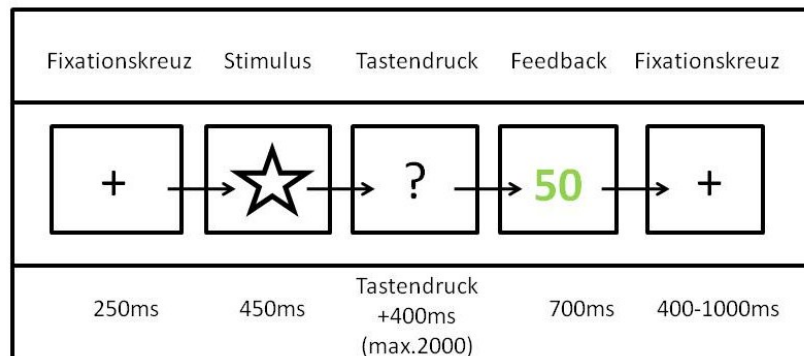 Fixationskreuz Stimulus Tastendruck Feedback Fixationskreuz
+ ? 50 +
250ms 450ms Tastendruck 700ms 400-1000ms
+400ms
(max.2000)